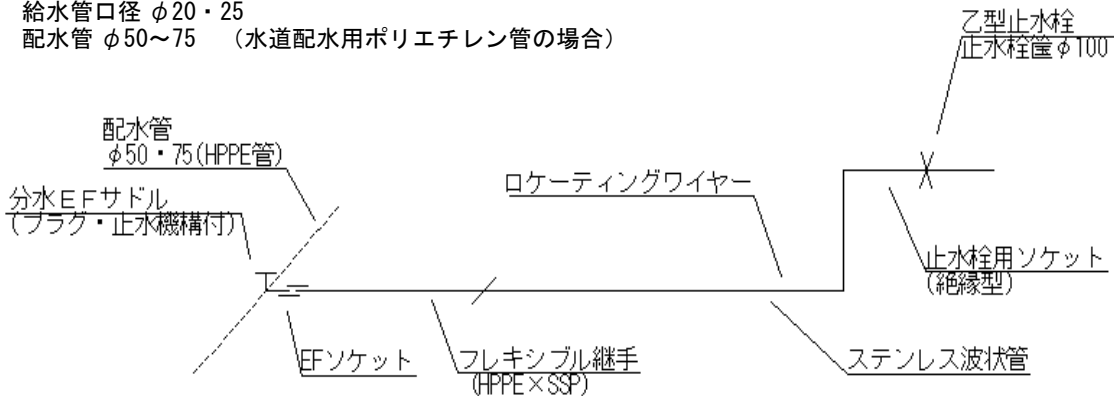 給水管口径 φ20・25
配水管 φ50～75　（水道配水用ポリエチレン管の場合）
乙型止水栓
止水栓筺φ100
配水管
φ50・75(HPPE管)
分水ＥＦサドル
(プラグ・止水機構付)
ロケーティングワイヤー
止水栓用ソケット
(絶縁型)
EFソケット
フレキシブル継手
(HPPE×SSP)
ステンレス波状管